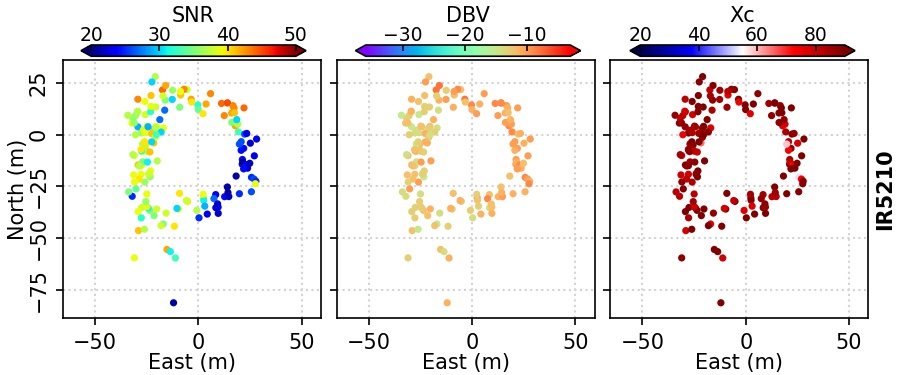 SNR DBV Xc
20 30 40 50 −30 −20 −10 20 40 60 80
North (m)
25
0
−25
−50
−75
−50 0 50 −50 0 50 −50 0 50
East (m) East (m) East (m)
IR5210